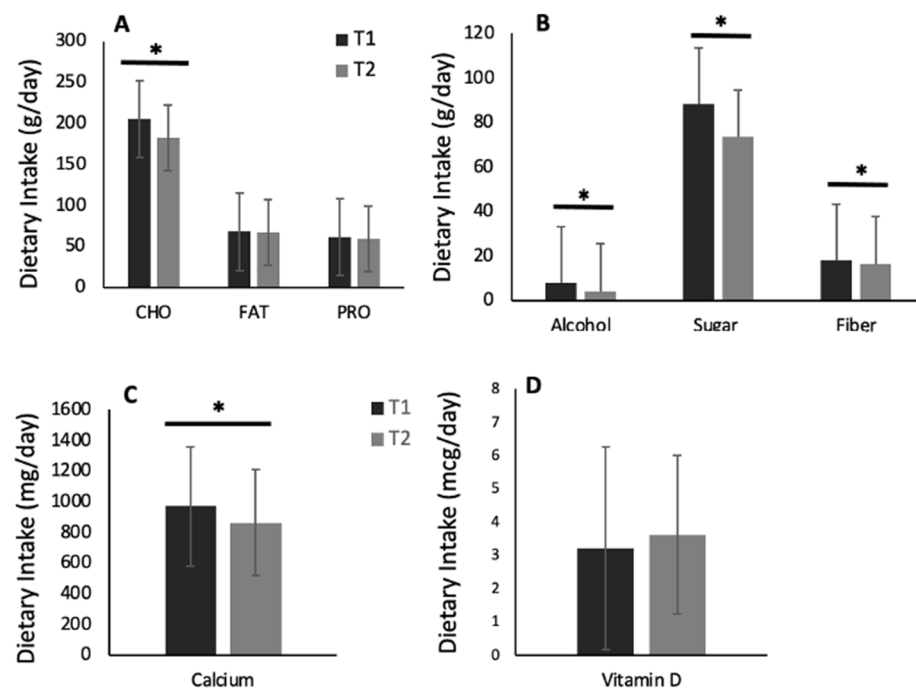 A
Dietary Intake (g/day)
300
250
200
150
100
50
0
*
T1
T2
CHO FAT PRO
B
Dietary Intake (g/day)
120
100
80
60
40
20
0
*
*
*
Alcohol Sugar Fiber
C
Dietary Intake (mg/day)
1600
1400
1200
1000
800
600
400
200
0
*
T1
T2
Calcium
D
Dietary Intake (mcg/day)
8
7
6
5
4
3
2
1
0
Vitamin D